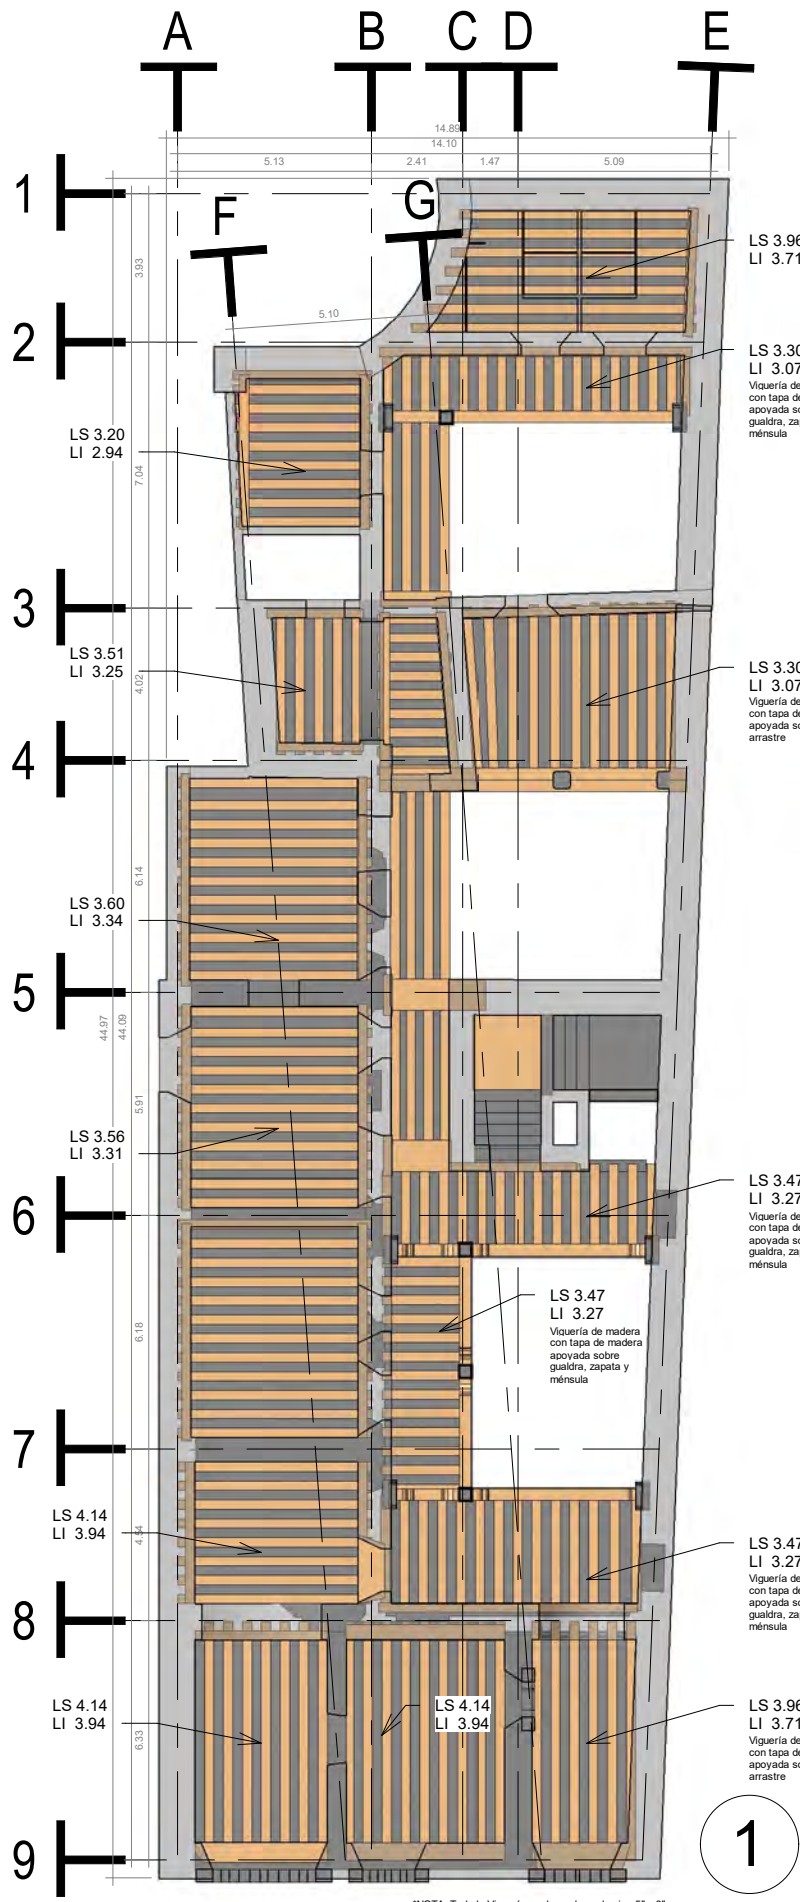 A B C D E
14.89
14.10
5.13 2.41 1.47 5.09
1
F G
3.93
LS 3.96
LI 3.71
5.10
2
LS 3.30
LI 3.07
Viguería de
con tapa de
apoyada so
gualdra, zap
ménsula
LS 3.20
LI 2.94
7.04
3
LS 3.51
LI 3.25
4.02
LS 3.30
LI 3.07
Viguería de
con tapa de
apoyada so
arrastre
4
6.14
LS 3.60
LI 3.34
5
44.97
44.09
5.91
LS 3.56
LI 3.31
6
LS 3.47
LI 3.27
Viguería de
con tapa de
apoyada so
gualdra, zap
ménsula
6.18
LS 3.47
LI 3.27
Viguería de madera
con tapa de madera
apoyada sobre
gualdra, zapata y
ménsula
7
LS 4.14
LI 3.94
LS 3.47
LI 3.27
Viguería de
con tapa de
apoyada so
gualdra, zap
ménsula
8
LS 4.14
LI 3.94
LS 4.14
LI 3.94
LS 3.96
LI 3.71
Viguería de
con tapa de
apoyada so
arrastre
6.33
9
1